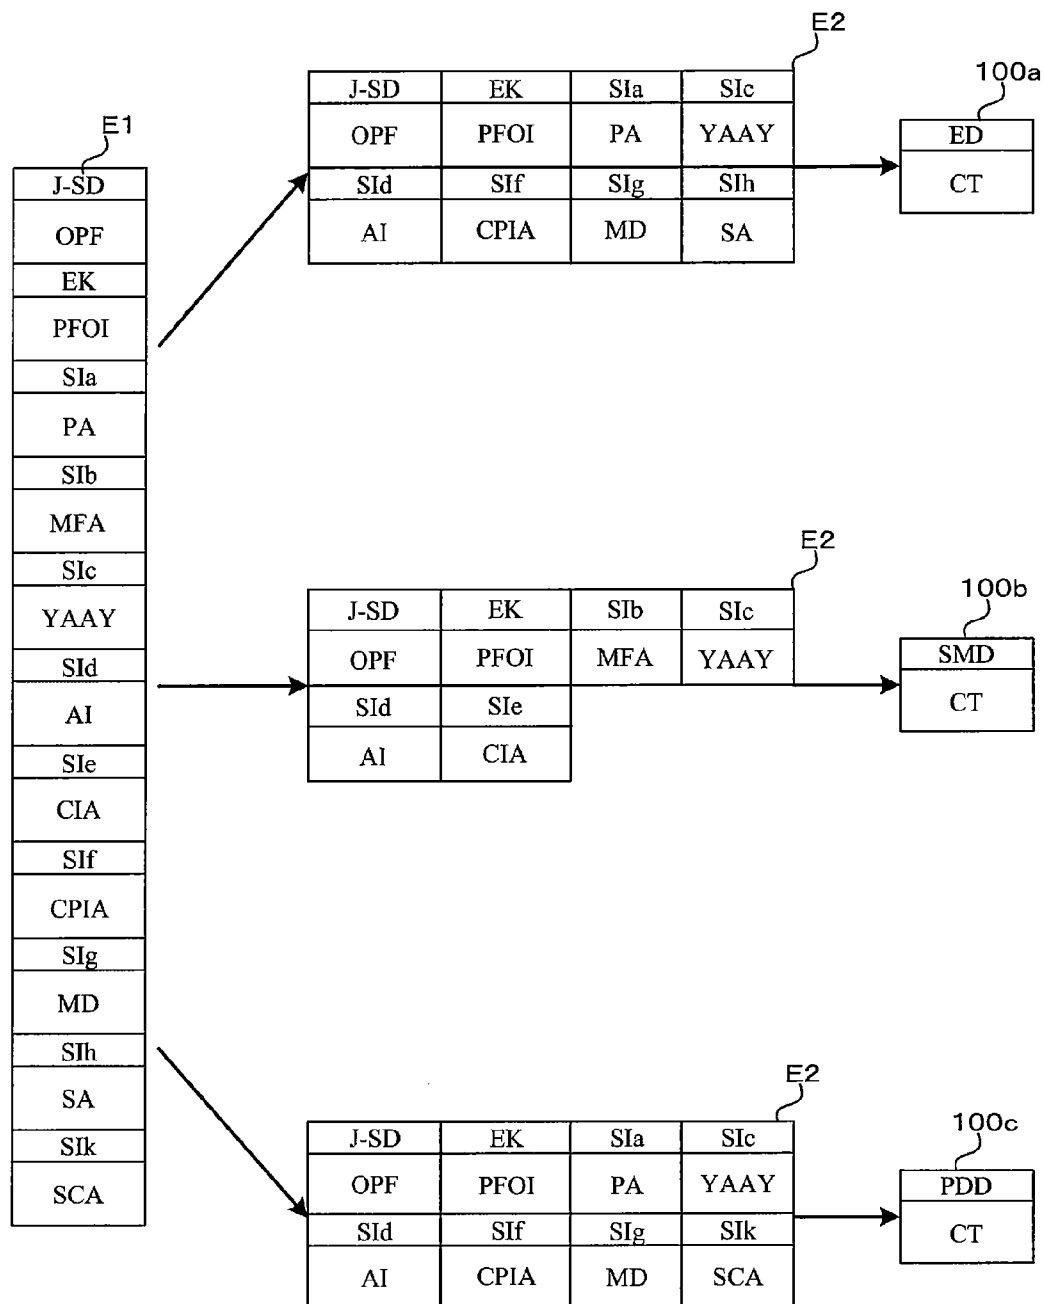 E1
J-SD
OPF
EK
PFOI
SIa
PA
SIb
MFA
SIc
YAAY
SId
AI
SIe
CIA
SIf
CPIA
SIg
MD
SIh
SA
SIk
SCA
E2
J-SD EK SIa SIc
OPF PFOI PA YAAY
SId SIf SIg SIh
AI CPIA MD SA
100a
ED
CT
E2
J-SD EK SIb SIc
OPF PFOI MFA YAAY
SId SIe
AI CIA
100b
SMD
CT
E2
J-SD EK SIa SIc
OPF PFOI PA YAAY
SId SIf SIg SIk
AI CPIA MD SCA
100c
PDD
CT